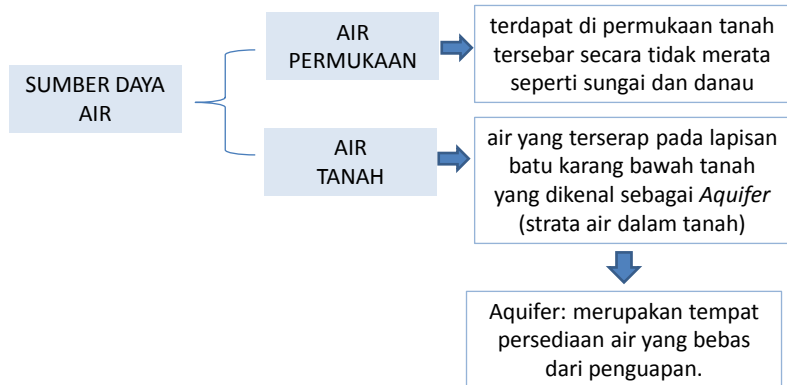 SUMBER DAYA
AIR
AIR
PERMUKAAN
terdapat di permukaan tanah
tersebar secara tidak merata
seperti sungai dan danau
AIR
TANAH
air yang terserap pada lapisan
batu karang bawah tanah
yang dikenal sebagai Aquifer
(strata air dalam tanah)
Aquifer: merupakan tempat
persediaan air yang bebas
dari penguapan.